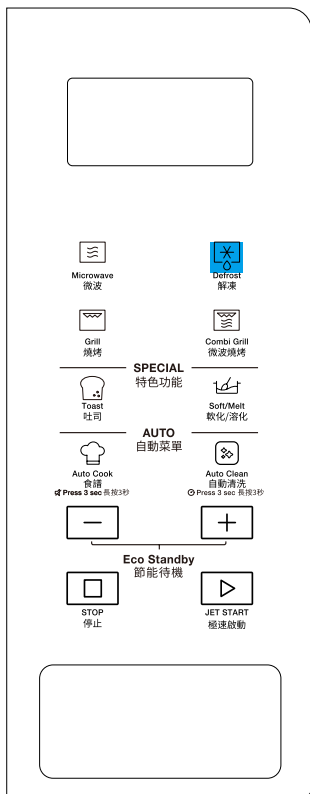 Microwave
微波
Defrost
解凍
Grill
燒烤
Combi Grill
微波燒烤
SPECIAL
特色功能
Toast
吐司
Soft/Melt
軟化/溶化
AUTO
自動菜單
Auto Cook
食譜
Press 3 sec 長按3秒
Auto Clean
自動清洗
Press 3 sec 長按3秒
Eco Standby
節能待機
STOP
停止
JET START
極速啟動